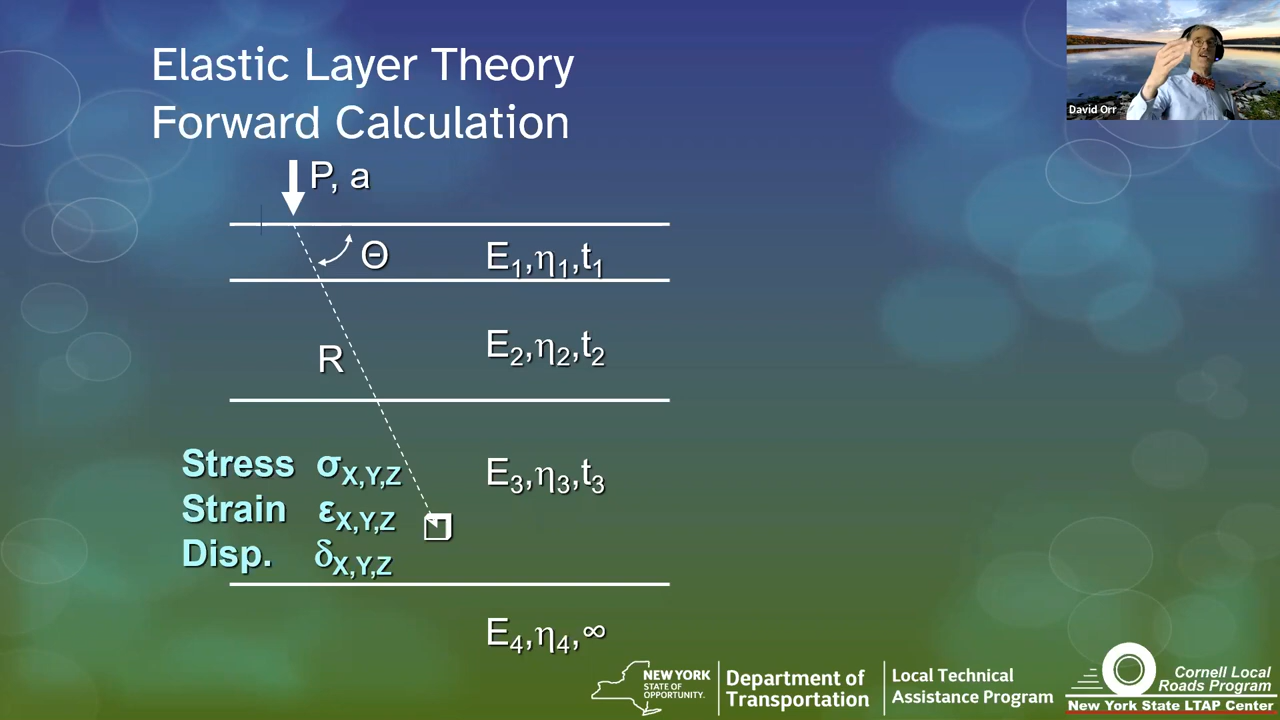 Elastic Layer Theory
Forward Calculation
David Orr
P, a
Θ
E₁,η₁,t₁
E₂,η₂,t₂
R
Stress σX,Y,Z
Strain εX,Y,Z
Disp. δX,Y,Z
E₃,η₃,t₃
E₄,η₄,∞
NEW YORK
STATE OF
OPPORTUNITY.
Department of
Transportation
Local Technical
Assistance Program
Cornell Local
Roads Program
New York State LTAP Center